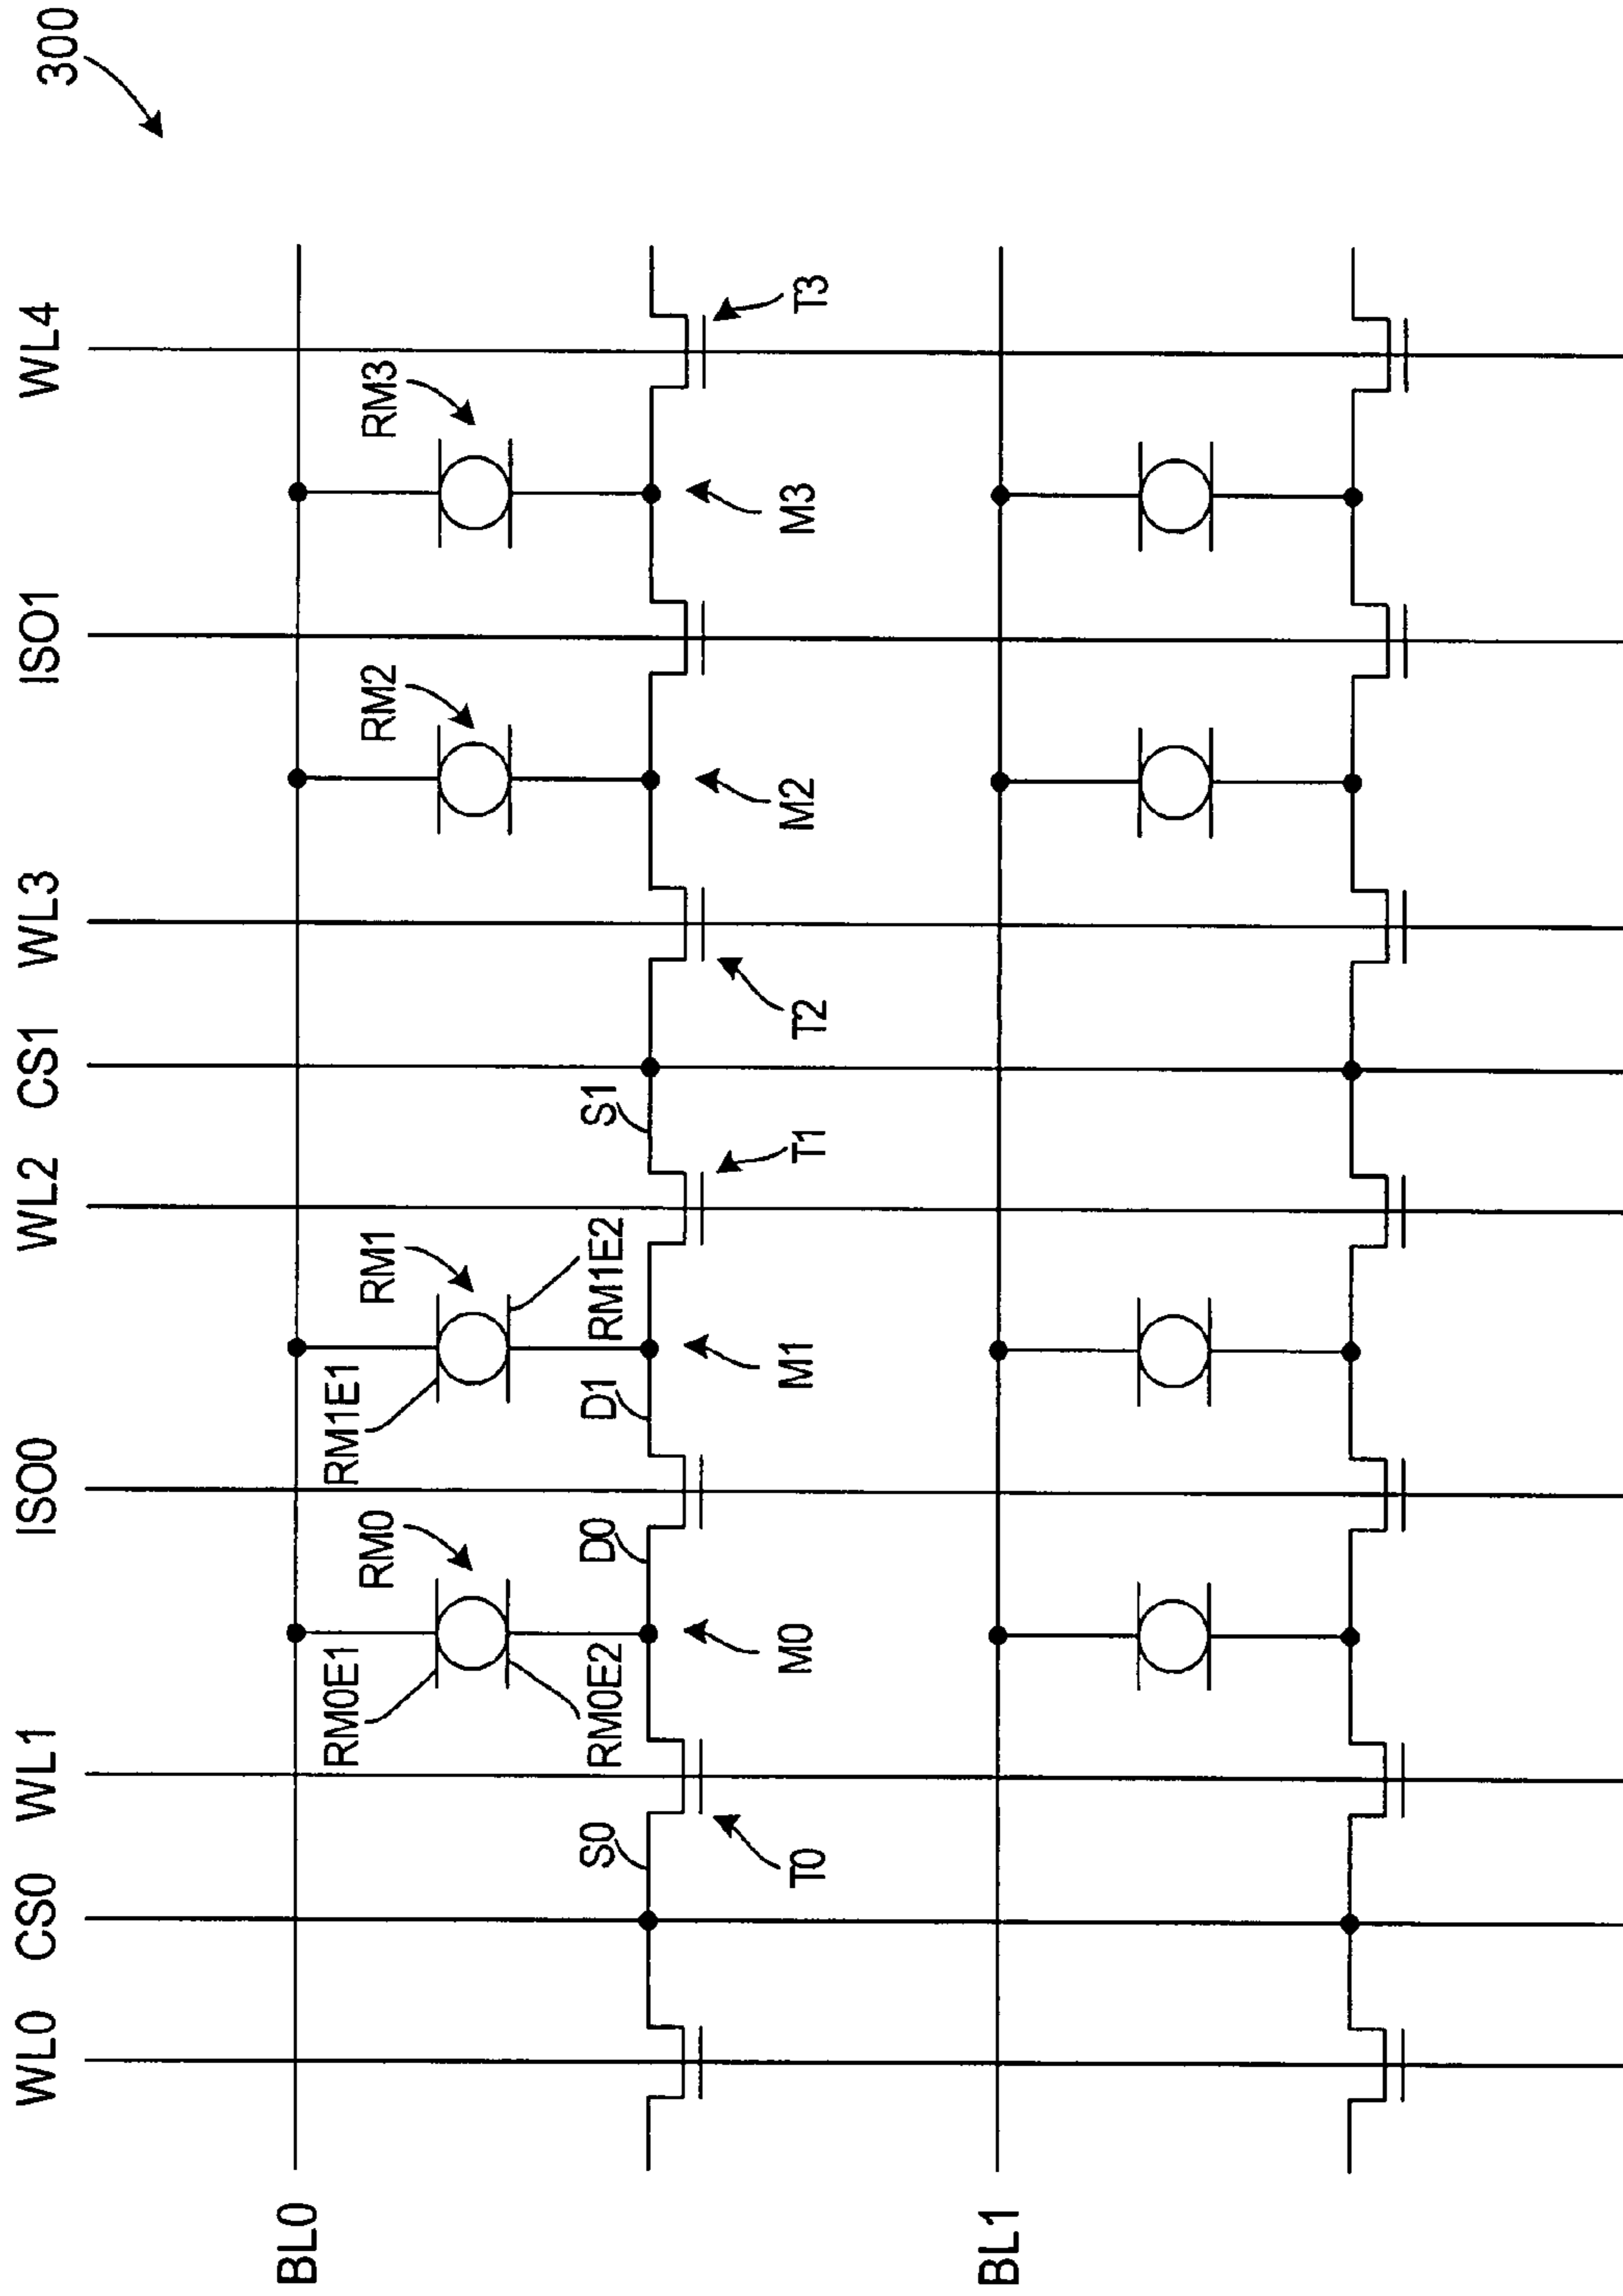 300
WL0 CS0 WL1 ISO0 WL2 CS1 WL3 ISO1 WL4
BL0
RM0E1 RM1E1
RM0 RM1 RM2 RM3
RM0E2 RM1E2
S0 D0 D1 S1
M0 M1 M2 M3
T0 T1 T2 T3
BL1